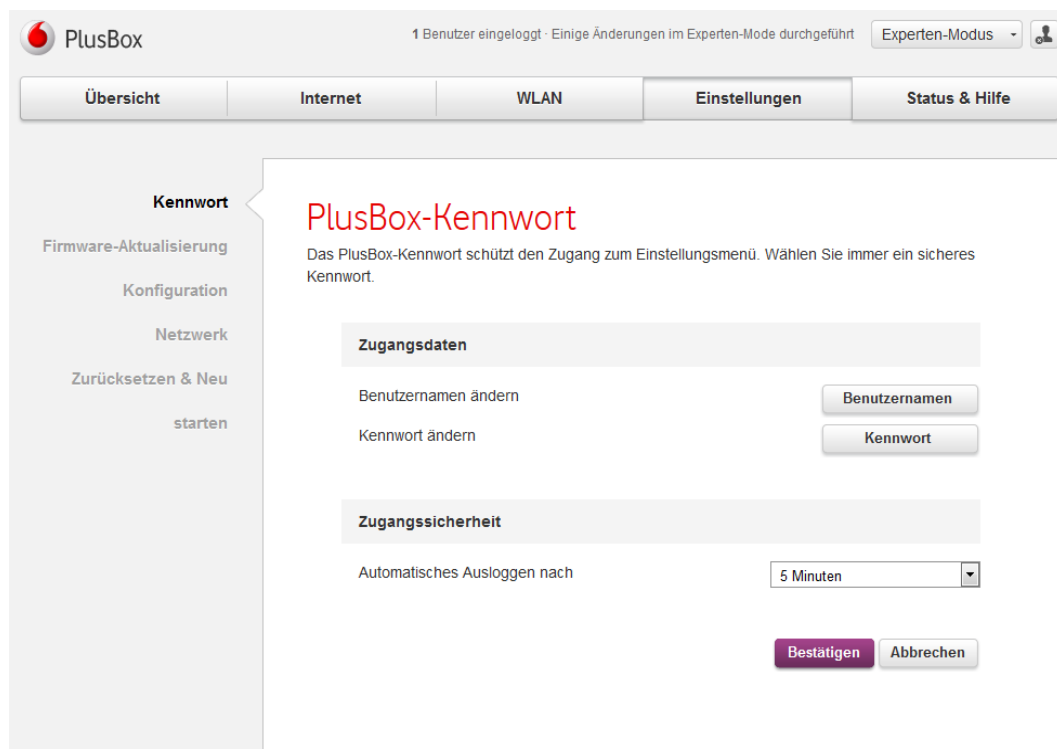 PlusBox
1 Benutzer eingeloggt · Einige Änderungen im Experten-Mode durchgeführt
Experten-Modus
Übersicht
Internet
WLAN
Einstellungen
Status & Hilfe
Kennwort
Firmware-Aktualisierung
Konfiguration
Netzwerk
Zurücksetzen & Neu
starten
PlusBox-Kennwort
Das PlusBox-Kennwort schützt den Zugang zum Einstellungsmenü. Wählen Sie immer ein sicheres
Kennwort.
Zugangsdaten
Benutzernamen ändern
Benutzernamen
Kennwort ändern
Kennwort
Zugangssicherheit
Automatisches Ausloggen nach
5 Minuten
Bestätigen
Abbrechen